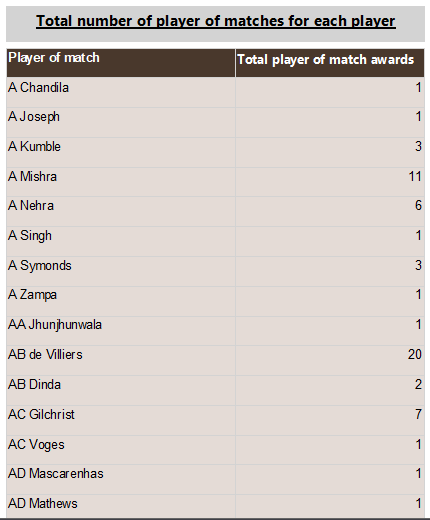 Total number of player of matches for each player
Player of match Total player of match awards
A Chandila 1
A Joseph 1
A Kumble 3
A Mishra 11
A Nehra 6
A Singh 1
A Symonds 3
A Zampa 1
AA Jhunjhunwala 1
AB de Villiers 20
AB Dinda 2
AC Gilchrist 7
AC Voges 1
AD Mascarenhas 1
AD Mathews 1